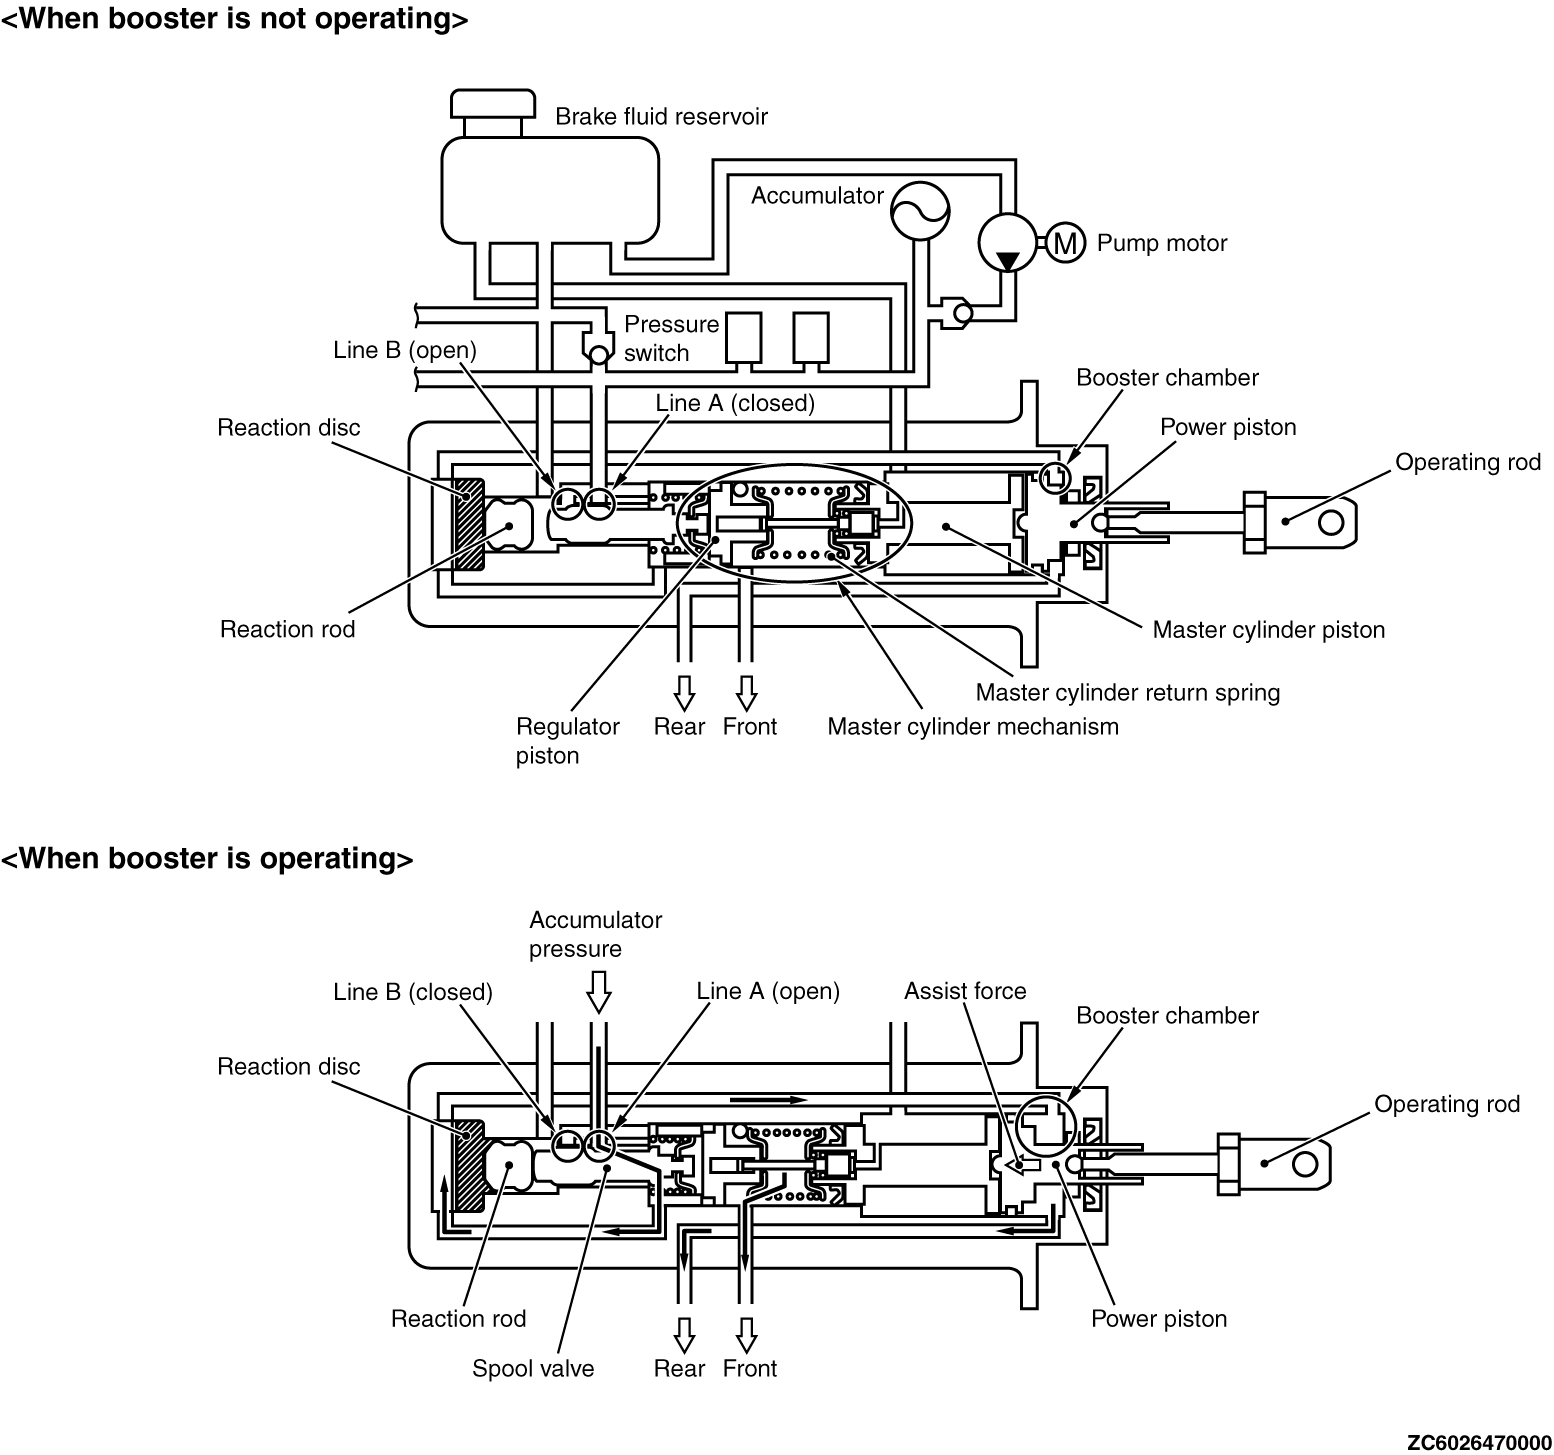 <When booster is not operating>
Brake fluid reservoir
Accumulator
M
Pump motor
Pressure
switch
Line B (open)
Line A (closed)
Booster chamber
Reaction disc
Power piston
Operating rod
Reaction rod
Master cylinder piston
Master cylinder return spring
Regulator
piston
Rear
Front
Master cylinder mechanism
<When booster is operating>
Accumulator
pressure
Line B (closed)
Line A (open)
Assist force
Booster chamber
Reaction disc
Operating rod
Reaction rod
Power piston
Spool valve
Rear
Front
ZC6026470000